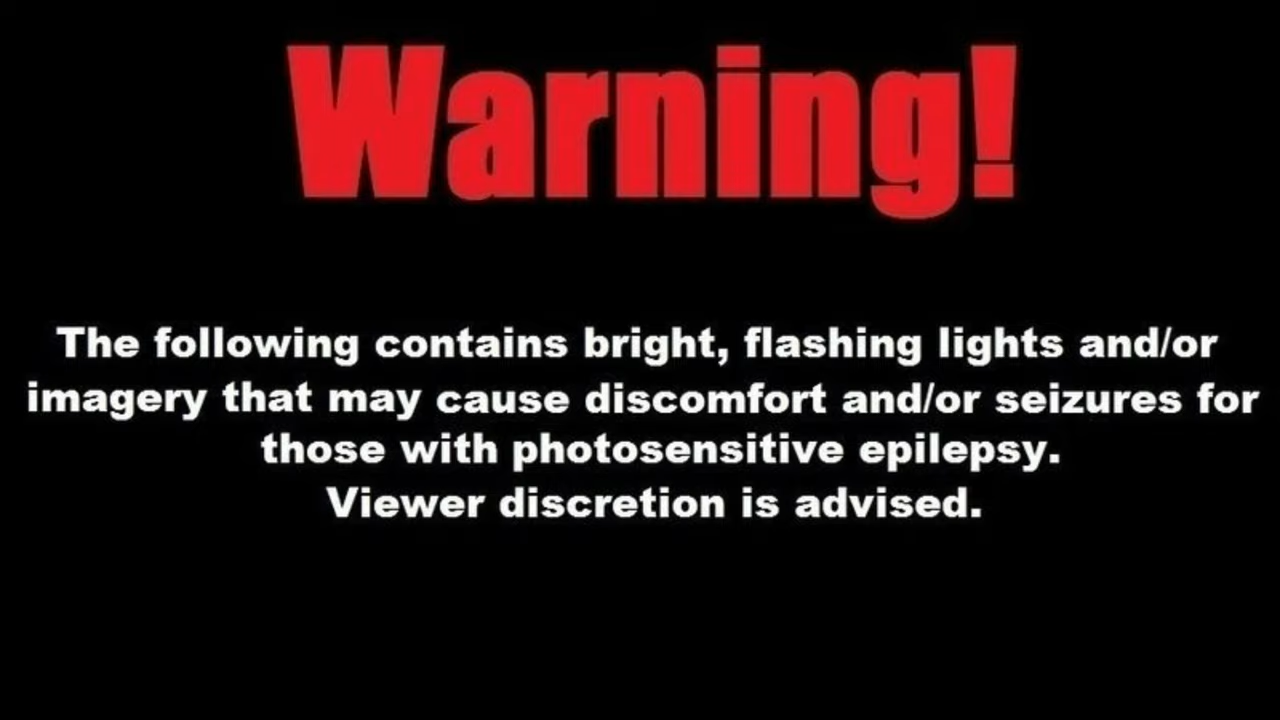 Warning!
The following contains bright, flashing lights and/or
imagery that may cause discomfort and/or seizures for
those with photosensitive epilepsy.
Viewer discretion is advised.